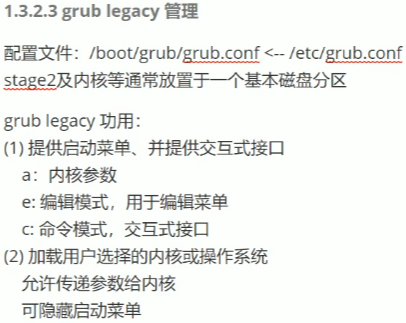 1.3.2.3 grub legacy 管理
配置文件：/boot/grub/grub.conf <-- /etc/grub.conf
stage2及内核等通常放置于一个基本磁盘分区
grub legacy 功用：
(1) 提供启动菜单、并提供交互式接口
a：内核参数
e: 编辑模式，用于编辑菜单
c: 命令模式，交互式接口
(2) 加载用户选择的内核或操作系统
允许传递参数给内核
可隐藏启动菜单